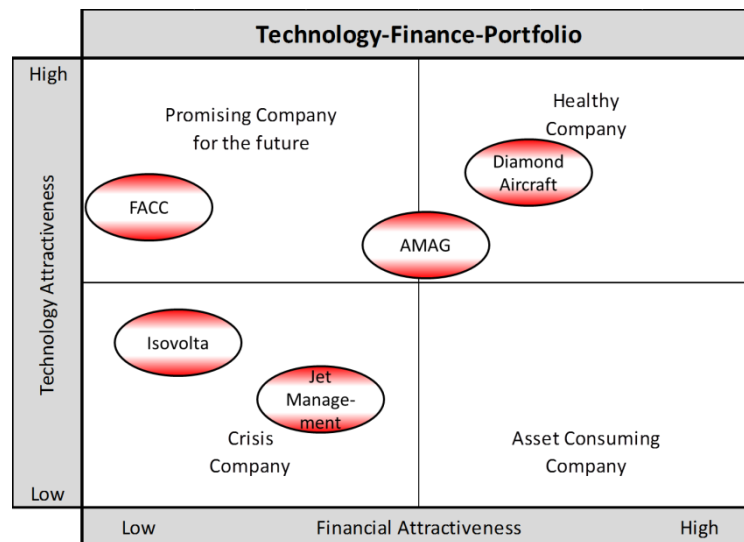 Technology-Finance-Portfolio
High
Technology Attractiveness
Low
Promising Company
for the future
Healthy
Company
Diamond
Aircraft
FACC
AMAG
Isovolta
Jet
Manage-
ment
Crisis
Company
Asset Consuming
Company
Low
Financial Attractiveness
High